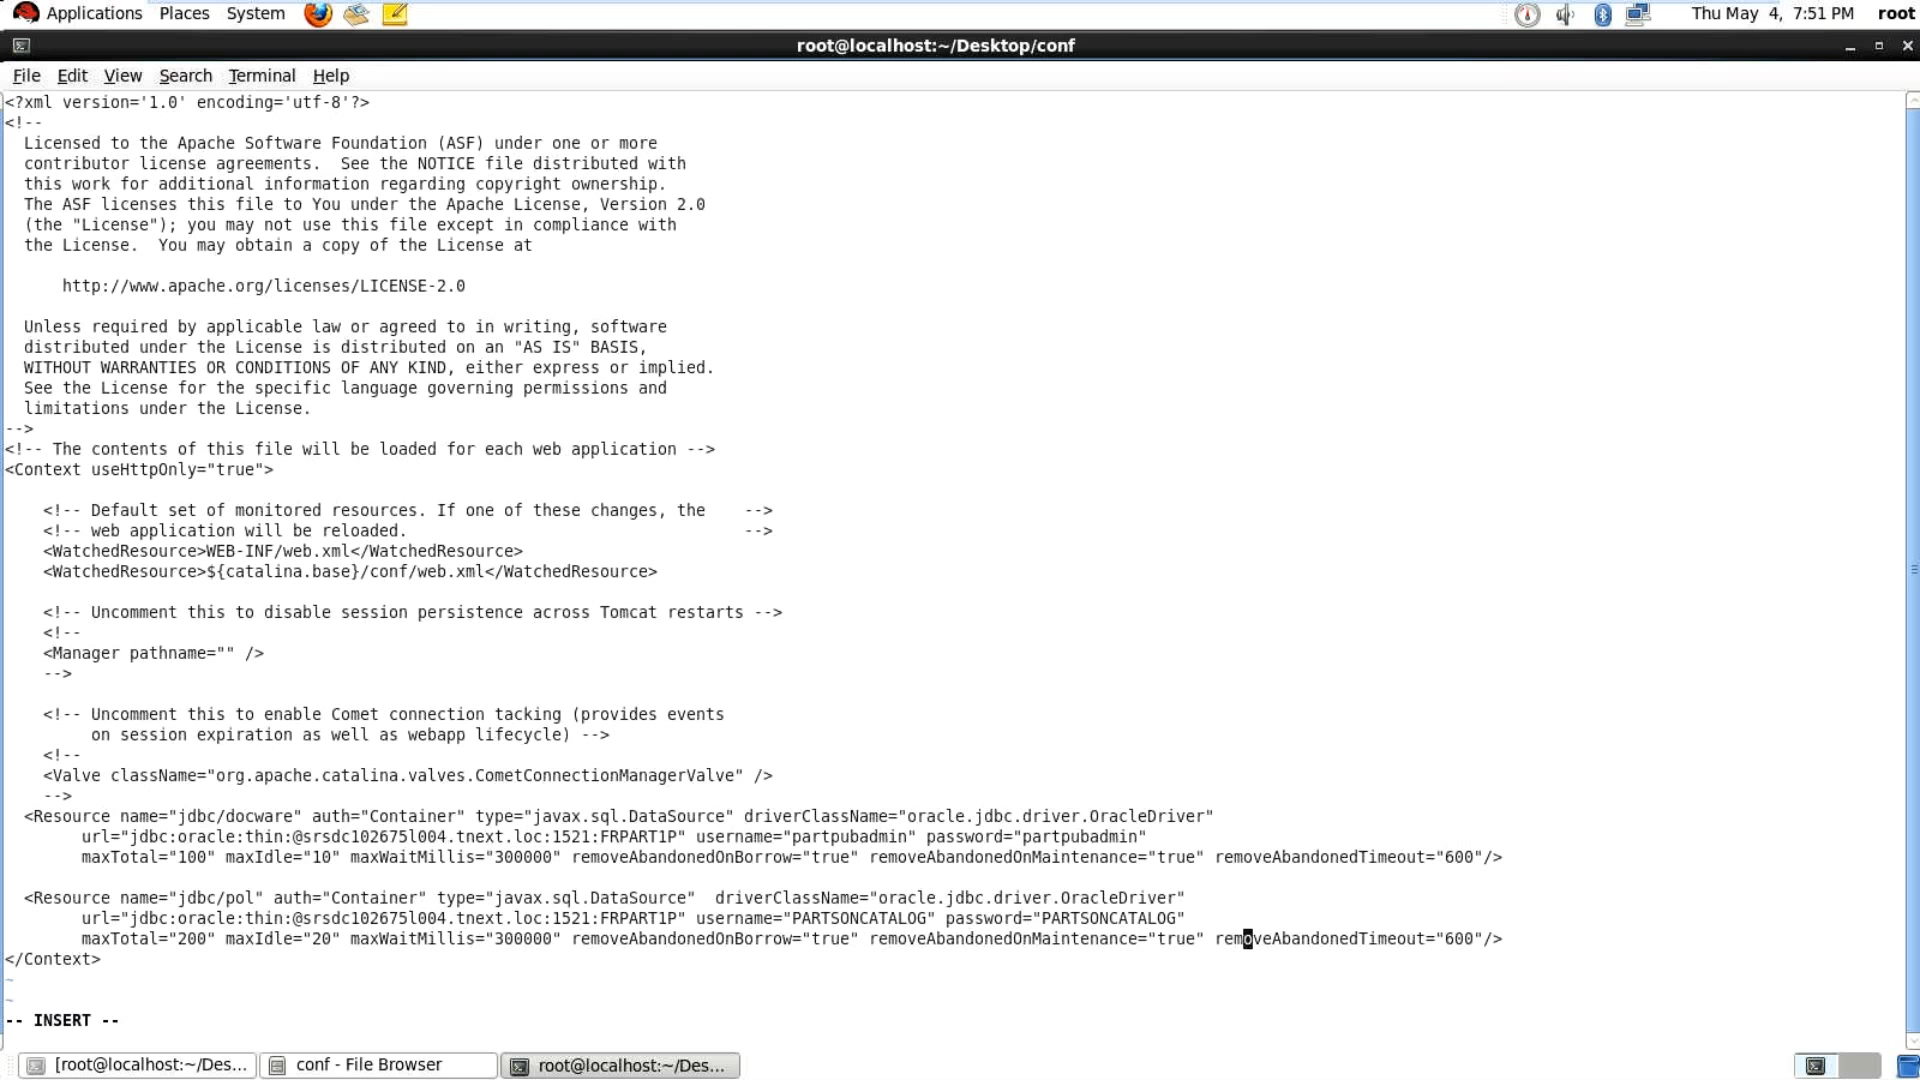 Applications Places System Thu May 4, 7:51 PM root
root@localhost:~/Desktop/conf
File Edit View Search Terminal Help
<?xml version='1.0' encoding='utf-8'?>
<!--
  Licensed to the Apache Software Foundation (ASF) under one or more
  contributor license agreements.  See the NOTICE file distributed with
  this work for additional information regarding copyright ownership.
  The ASF licenses this file to You under the Apache License, Version 2.0
  (the "License"); you may not use this file except in compliance with
  the License.  You may obtain a copy of the License at

      http://www.apache.org/licenses/LICENSE-2.0

  Unless required by applicable law or agreed to in writing, software
  distributed under the License is distributed on an "AS IS" BASIS,
  WITHOUT WARRANTIES OR CONDITIONS OF ANY KIND, either express or implied.
  See the License for the specific language governing permissions and
  limitations under the License.
-->
<!-- The contents of this file will be loaded for each web application -->
<Context useHttpOnly="true">

    <!-- Default set of monitored resources. If one of these changes, the    -->
    <!-- web application will be reloaded.                                   -->
    <WatchedResource>WEB-INF/web.xml</WatchedResource>
    <WatchedResource>${catalina.base}/conf/web.xml</WatchedResource>

    <!-- Uncomment this to disable session persistence across Tomcat restarts -->
    <!--
    <Manager pathname="" />
    -->

    <!-- Uncomment this to enable Comet connection tacking (provides events
         on session expiration as well as webapp lifecycle) -->
    <!--
    <Valve className="org.apache.catalina.valves.CometConnectionManagerValve" />
    -->
  <Resource name="jdbc/docware" auth="Container" type="javax.sql.DataSource" driverClassName="oracle.jdbc.driver.OracleDriver"
        url="jdbc:oracle:thin:@srsdc102675l004.tnext.loc:1521:FRPART1P" username="partpubadmin" password="partpubadmin"
        maxTotal="100" maxIdle="10" maxWaitMillis="300000" removeAbandonedOnBorrow="true" removeAbandonedOnMaintenance="true" removeAbandonedTimeout="600"/>

  <Resource name="jdbc/pol" auth="Container" type="javax.sql.DataSource"  driverClassName="oracle.jdbc.driver.OracleDriver"
        url="jdbc:oracle:thin:@srsdc102675l004.tnext.loc:1521:FRPART1P" username="PARTSONCATALOG" password="PARTSONCATALOG"
        maxTotal="200" maxIdle="20" maxWaitMillis="300000" removeAbandonedOnBorrow="true" removeAbandonedOnMaintenance="true" removeAbandonedTimeout="600"/>
</Context>
~
~
-- INSERT --
[root@localhost:~/Des... conf - File Browser root@localhost:~/Des...